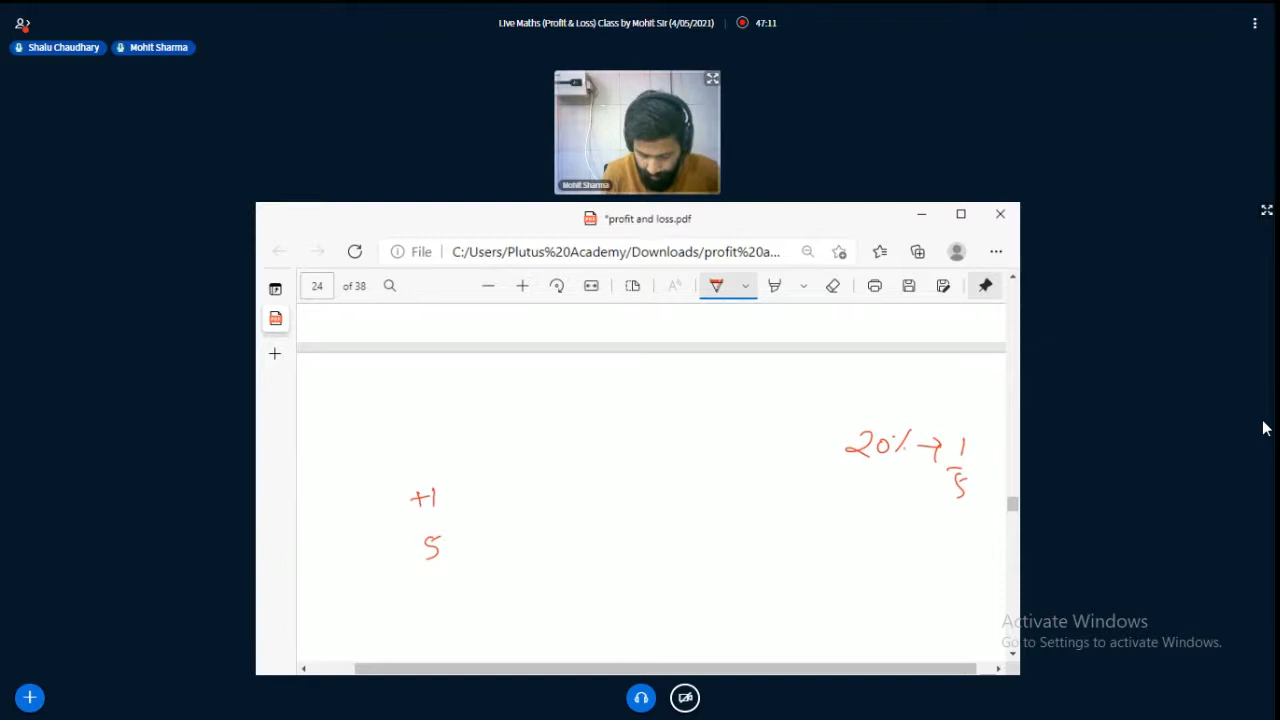 Live Maths (Profit & Loss) Class by Mohit Sir (4/05/2021) 47:11
Shalu Chaudhary Mohit Sharma
Mohit Sharma
*profit and loss.pdf
File C:/Users/Plutus%20Academy/Downloads/profit%20a...
24 of 38
20% → 1
5
+1
5
Activate Windows
Go to Settings to activate Windows.